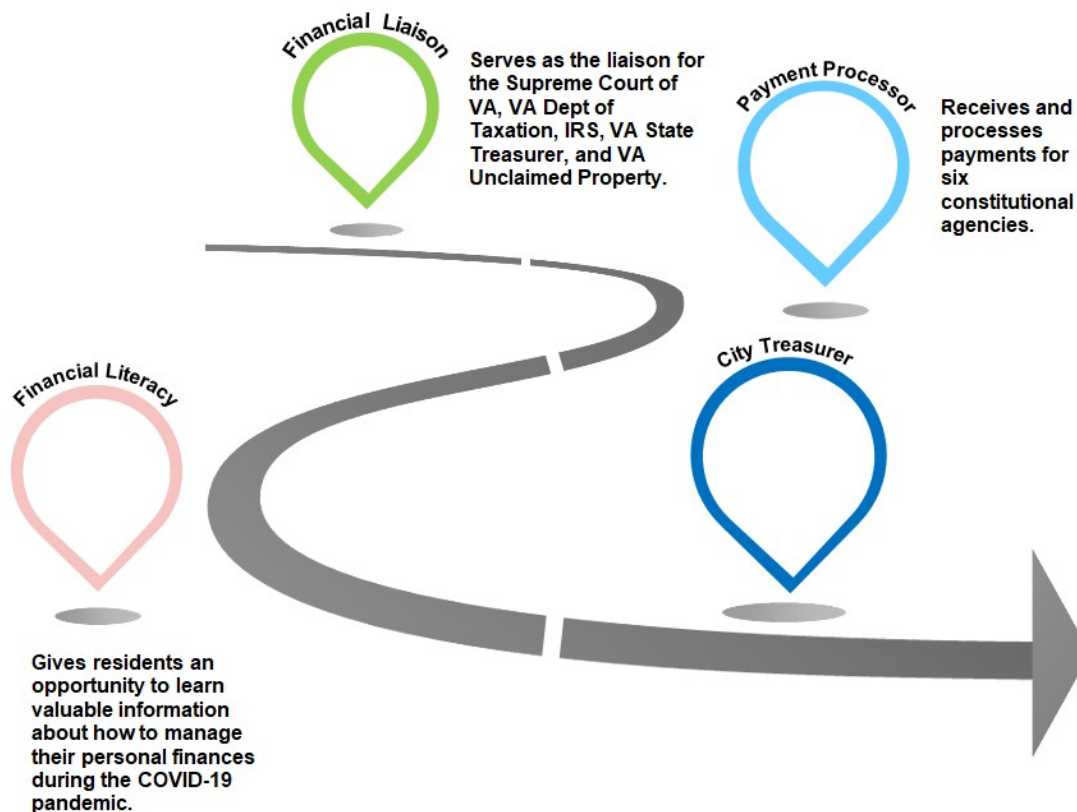 Financial Liaison
Serves as the liaison for
the Supreme Court of
VA, VA Dept of
Taxation, IRS, VA State
Treasurer, and VA
Unclaimed Property.
Payment Processor
Receives and
processes
payments for
six
constitutional
agencies.
Financial Literacy
Gives residents an
opportunity to learn
valuable information
about how to manage
their personal finances
during the COVID-19
pandemic.
City Treasurer